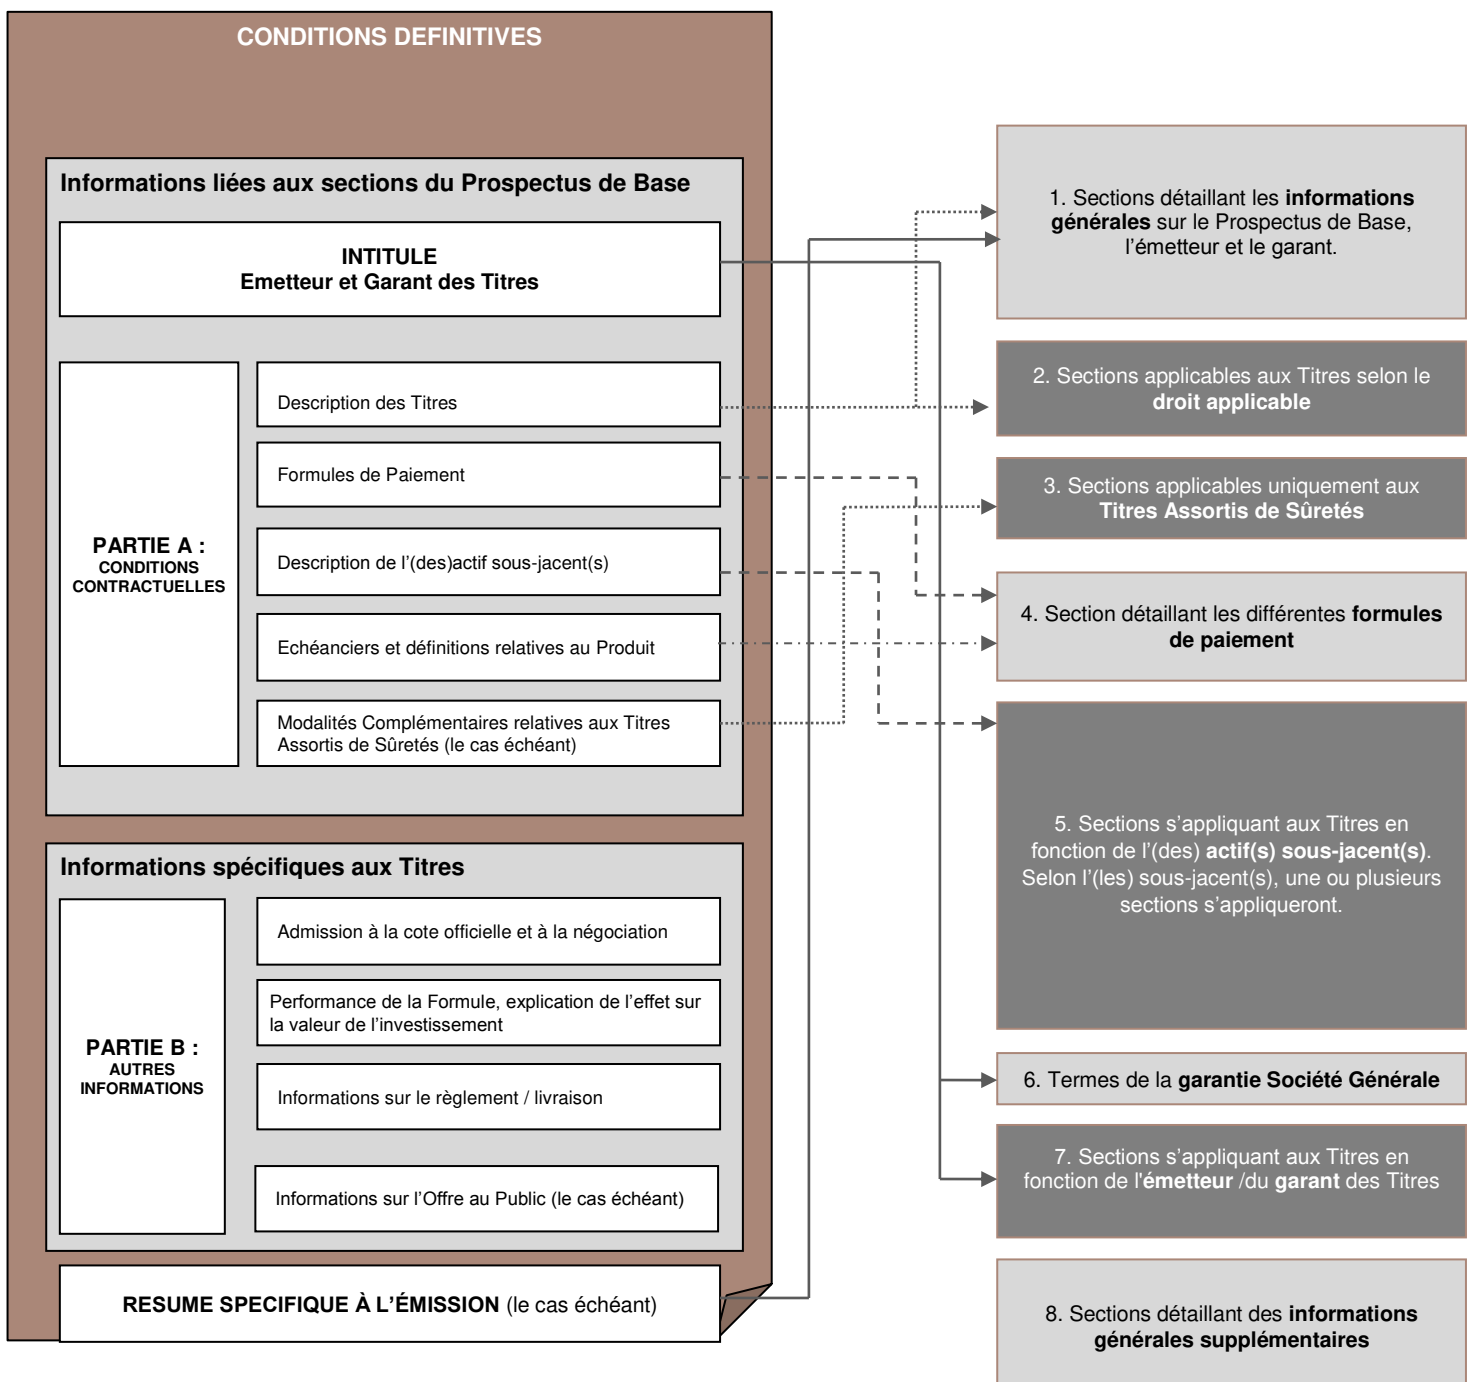 CONDITIONS DEFINITIVES
Informations liées aux sections du Prospectus de Base
INTITULE
Emetteur et Garant des Titres
PARTIE A :
CONDITIONS
CONTRACTUELLES
Description des Titres
Formules de Paiement
Description de l’(des)actif sous-jacent(s)
Echéanciers et définitions relatives au Produit
Modalités Complémentaires relatives aux Titres
Assortis de Sûretés (le cas échéant)
Informations spécifiques aux Titres
PARTIE B :
AUTRES
INFORMATIONS
Admission à la cote officielle et à la négociation
Performance de la Formule, explication de l’effet sur
la valeur de l’investissement
Informations sur le règlement / livraison
Informations sur l’Offre au Public (le cas échéant)
RESUME SPECIFIQUE À L’ÉMISSION (le cas échéant)
1. Sections détaillant les informations
générales sur le Prospectus de Base,
l’émetteur et le garant.
2. Sections applicables aux Titres selon le
droit applicable
3. Sections applicables uniquement aux
Titres Assortis de Sûretés
4. Section détaillant les différentes formules
de paiement
5. Sections s’appliquant aux Titres en
fonction de l’(des) actif(s) sous-jacent(s).
Selon l’(les) sous-jacent(s), une ou plusieurs
sections s’appliqueront.
6. Termes de la garantie Société Générale
7. Sections s’appliquant aux Titres en
fonction de l'émetteur /du garant des Titres
8. Sections détaillant des informations
générales supplémentaires